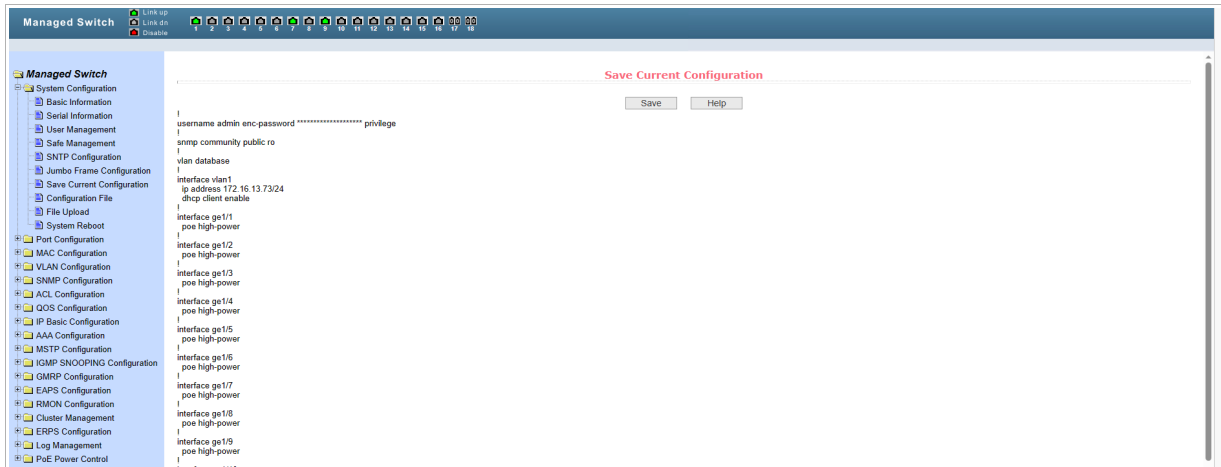 Managed Switch
Link up
Link dn
Disable
1 2 3 4 5 6 7 8 9 10 11 12 13 14 15 16 17 18
Managed Switch
System Configuration
Basic Information
Serial Information
User Management
Safe Management
SNTP Configuration
Jumbo Frame Configuration
Save Current Configuration
Configuration File
File Upload
System Reboot
Port Configuration
MAC Configuration
VLAN Configuration
SNMP Configuration
ACL Configuration
QOS Configuration
IP Basic Configuration
AAA Configuration
MSTP Configuration
IGMP SNOOPING Configuration
GMRP Configuration
EAPS Configuration
RMON Configuration
Cluster Management
ERPS Configuration
Log Management
PoE Power Control
Save Current Configuration
Save Help
!
username admin enc-password ******************** privilege
!
snmp community public ro
!
vlan database
!
interface vlan1
ip address 172.16.13.73/24
dhcp client enable
!
interface ge1/1
poe high-power
!
interface ge1/2
poe high-power
!
interface ge1/3
poe high-power
!
interface ge1/4
poe high-power
!
interface ge1/5
poe high-power
!
interface ge1/6
poe high-power
!
interface ge1/7
poe high-power
!
interface ge1/8
poe high-power
!
interface ge1/9
poe high-power
!